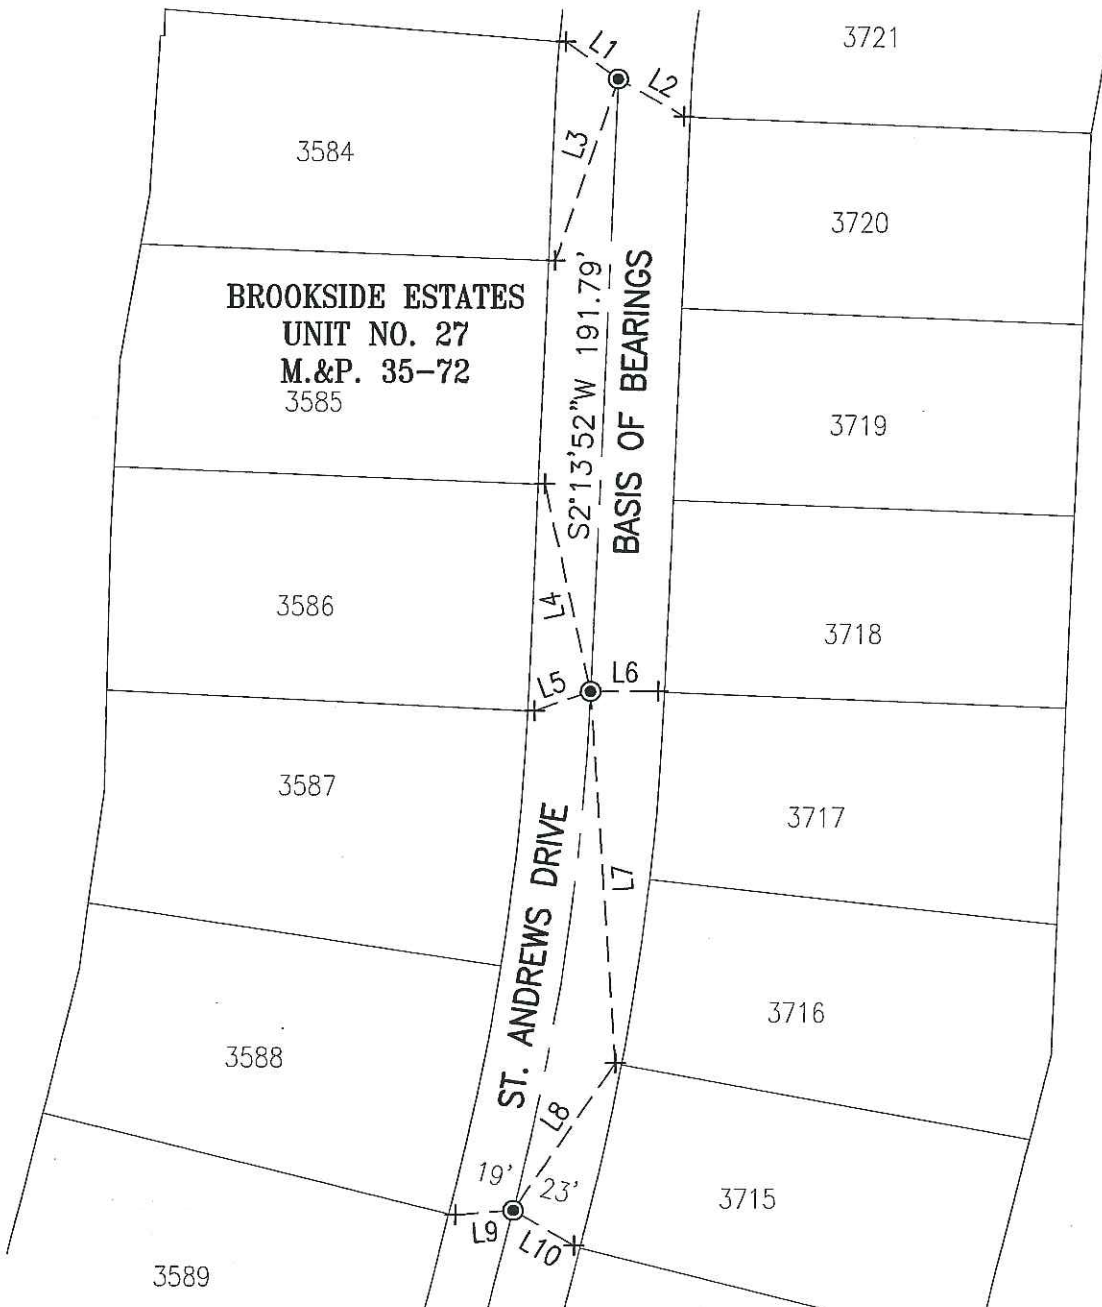 3721
L1
L2
3584
L3
3720
BROOKSIDE ESTATES
UNIT NO. 27
M.&P. 35-72
3585
S2°13'52"W 191.79'
BASIS OF BEARINGS
3719
3586
L4
3718
L5
L6
3587
3717
ST. ANDREWS DRIVE
L7
3716
3588
L8
19'
23'
3715
L9
L10
3589